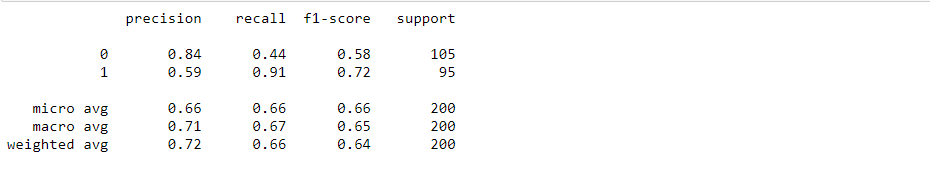 precision recall f1-score support
0 0.84 0.44 0.58 105
1 0.59 0.91 0.72 95
micro avg 0.66 0.66 0.66 200
macro avg 0.71 0.67 0.65 200
weighted avg 0.72 0.66 0.64 200